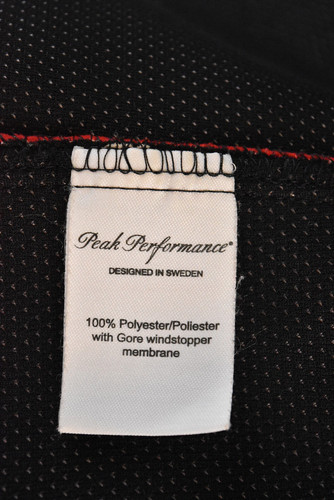 Peak Performance®
DESIGNED IN SWEDEN
100% Polyester/Poliester
with Gore windstopper
membrane